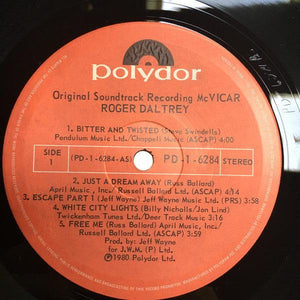 polydor
Original Soundtrack Recording McVICAR
ROGER DALTREY
1. BITTER AND TWISTED (Steve Swindells)
Pendulum Music Ltd./Chappell Music (ASCAP) 4:00
SIDE
1
(PD-1-6284-AS)
PD-1-6284
STEREO
2. JUST A DREAM AWAY (Russ Ballard)
April Music , Inc./Russell Ballard Ltd. (ASCAP) 4:14
3. ESCAPE PART 1 (Jeff Wayne) Jeff Wayne Music (PRS) 3:58
4. WHITE CITY LIGHTS (Billy Nicholls/Jon Lind)
Twickenham Tunes Ltd./Deer Track Music 3:16
5. FREE ME (Russ Ballard) April Music , Inc./
Russell Ballard Ltd. (ASCAP) 3:59
Prod. by: Jeff Wayne
for J.W.M. (P) Ltd.
℗1980 Polydor Ltd.